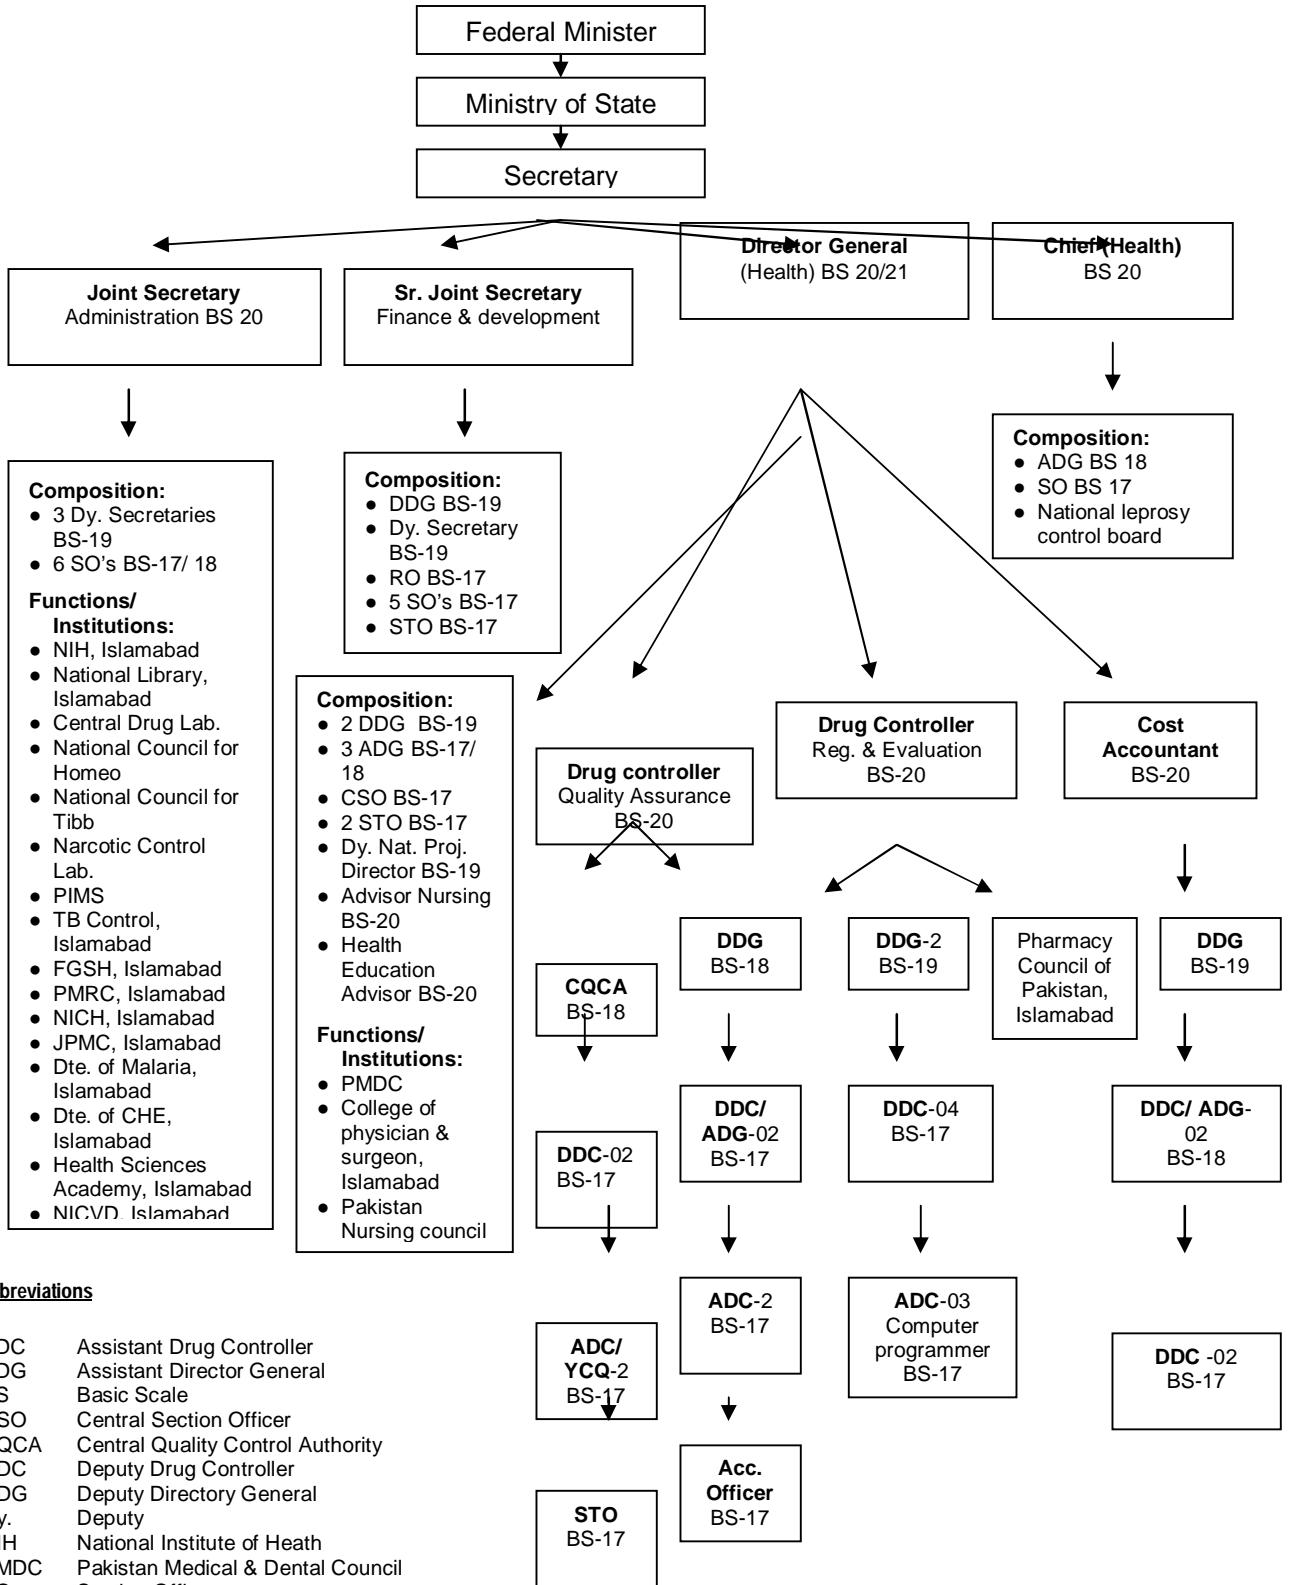 Federal Minister
Ministry of State
Secretary
Joint Secretary
Administration BS 20
Sr. Joint Secretary
Finance & development
Director General
(Health) BS 20/21
Chief (Health)
BS 20
Composition:
● 3 Dy. Secretaries
BS-19
● 6 SO's BS-17/ 18
Functions/
Institutions:
● NIH, Islamabad
● National Library,
Islamabad
● Central Drug Lab.
● National Council for
Homeo
● National Council for
Tibb
● Narcotic Control
Lab.
● PIMS
● TB Control,
Islamabad
● FGSH, Islamabad
● PMRC, Islamabad
● NICH, Islamabad
● JPMC, Islamabad
● Dte. of Malaria,
Islamabad
● Dte. of CHE,
Islamabad
● Health Sciences
Academy, Islamabad
● NICVD, Islamabad
Composition:
● DDG BS-19
● Dy. Secretary
BS-19
● RO BS-17
● 5 SO's BS-17
● STO BS-17
Composition:
● ADG BS 18
● SO BS 17
● National leprosy
control board
Composition:
● 2 DDG BS-19
● 3 ADG BS-17/
18
● CSO BS-17
● 2 STO BS-17
● Dy. Nat. Proj.
Director BS-19
● Advisor Nursing
BS-20
● Health
Education
Advisor BS-20
Functions/
Institutions:
● PMDC
● College of
physician &
surgeon,
Islamabad
● Pakistan
Nursing council
Drug controller
Quality Assurance
BS-20
Drug Controller
Reg. & Evaluation
BS-20
Cost
Accountant
BS-20
CQCA
BS-18
DDG
BS-18
DDG-2
BS-19
Pharmacy
Council of
Pakistan,
Islamabad
DDG
BS-19
DDC-02
BS-17
DDC/
ADG-02
BS-17
DDC-04
BS-17
DDC/ ADG-
02
BS-18
ADC/
YCQ-2
BS-17
ADC-2
BS-17
ADC-03
Computer
programmer
BS-17
DDC -02
BS-17
STO
BS-17
Acc.
Officer
BS-17
breviations
DC Assistant Drug Controller
DG Assistant Director General
S Basic Scale
SO Central Section Officer
QCA Central Quality Control Authority
DC Deputy Drug Controller
DG Deputy Directory General
y. Deputy
IH National Institute of Heath
MDC Pakistan Medical & Dental Council